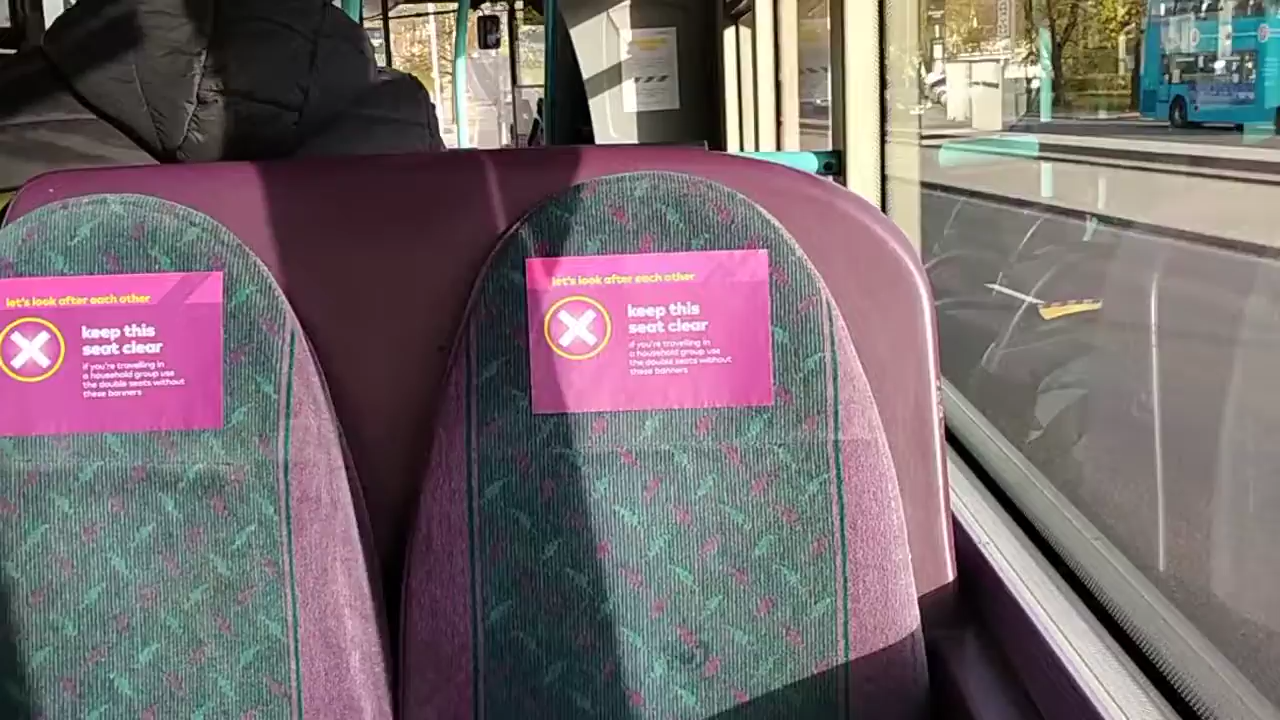 let's look after each other
keep this
seat clear
if you're travelling in
a household group use
the double seats without
these banners
let's look after each other
keep this
seat clear
if you're travelling in
a household group use
the double seats without
these banners